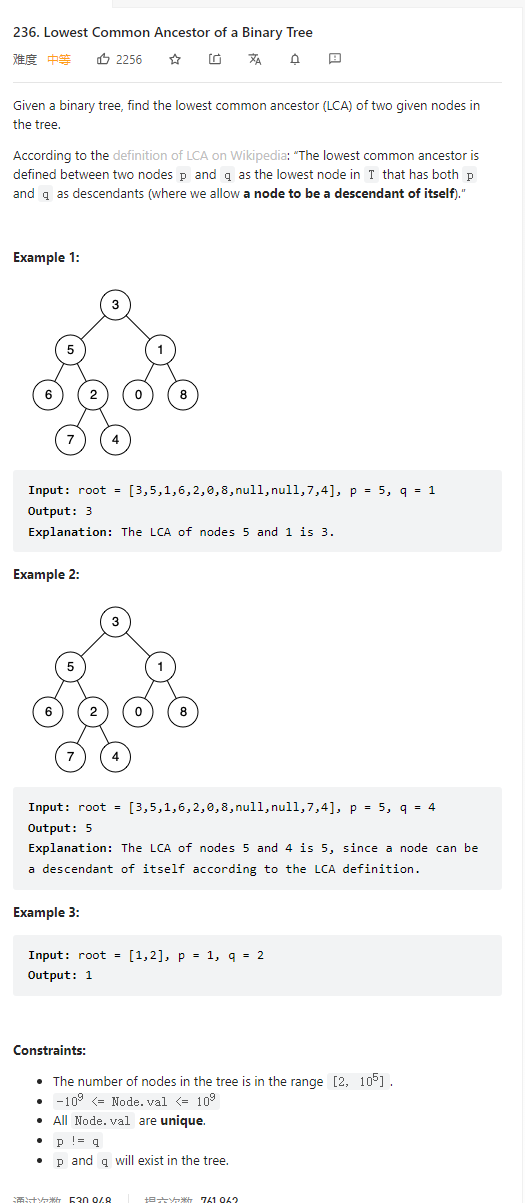 236. Lowest Common Ancestor of a Binary Tree
难度 中等 2256
Given a binary tree, find the lowest common ancestor (LCA) of two given nodes in
the tree.
According to the definition of LCA on Wikipedia: “The lowest common ancestor is
defined between two nodes p and q as the lowest node in T that has both p
and q as descendants (where we allow a node to be a descendant of itself).”
Example 1:
3
5 1
6 2 0 8
7 4
Input: root = [3,5,1,6,2,0,8,null,null,7,4], p = 5, q = 1
Output: 3
Explanation: The LCA of nodes 5 and 1 is 3.
Example 2:
3
5 1
6 2 0 8
7 4
Input: root = [3,5,1,6,2,0,8,null,null,7,4], p = 5, q = 4
Output: 5
Explanation: The LCA of nodes 5 and 4 is 5, since a node can be
a descendant of itself according to the LCA definition.
Example 3:
Input: root = [1,2], p = 1, q = 2
Output: 1
Constraints:
• The number of nodes in the tree is in the range [2, 10⁵].
• -10⁹ <= Node.val <= 10⁹
• All Node.val are unique.
• p != q
• p and q will exist in the tree.
通过次数 530,948 提交次数 761,962